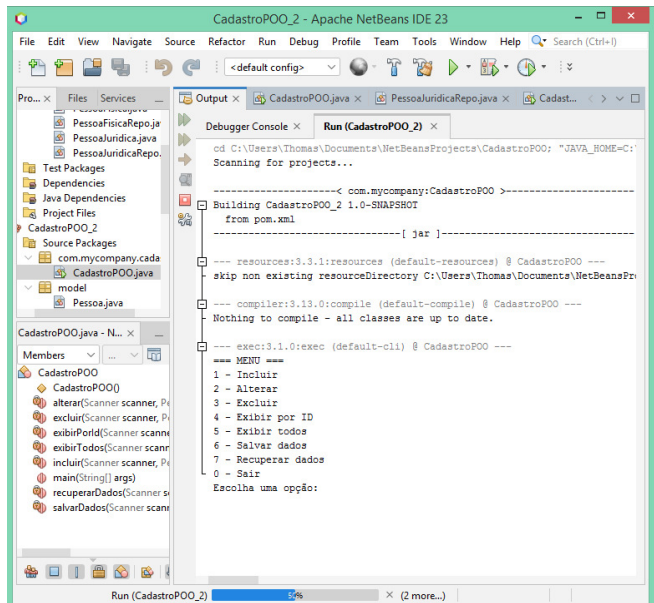 CadastroPOO_2 - Apache NetBeans IDE 23
File Edit View Navigate Source Refactor Run Debug Profile Team Tools Window Help Search (Ctrl+I)
<default config>
Pro... × Files Services
PessoaFisicaRepo.ja
PessoaJuridica.java
PessoaJuridicaRepo.
Test Packages
Dependencies
Java Dependencies
Project Files
CadastroPOO_2
Source Packages
com.mycompany.cada
CadastroPOO.java
model
Pessoa.java
CadastroPOO.java - N... ×
Members ...
CadastroPOO
CadastroPOO()
alterar(Scanner scanner, Pe
excluir(Scanner scanner, Pe
exibirPorId(Scanner scanne
exibirTodos(Scanner scann
incluir(Scanner scanner, Pe
main(String[] args)
recuperarDados(Scanner s
salvarDados(Scanner scann
Output × CadastroPOO.java × PessoaJuridicaRepo.java × Cadast...
Debugger Console × Run (CadastroPOO_2) ×
cd C:\Users\Thomas\Documents\NetBeansProjects\CadastroPOO; "JAVA_HOME=C:
Scanning for projects...
---------------------< com.mycompany:CadastroPOO >----------------------
Building CadastroPOO_2 1.0-SNAPSHOT
from pom.xml
--------------------------------[ jar ]---------------------------------
--- resources:3.3.1:resources (default-resources) @ CadastroPOO ---
skip non existing resourceDirectory C:\Users\Thomas\Documents\NetBeansPr
--- compiler:3.13.0:compile (default-compile) @ CadastroPOO ---
Nothing to compile - all classes are up to date.
--- exec:3.1.0:exec (default-cli) @ CadastroPOO ---
=== MENU ===
1 - Incluir
2 - Alterar
3 - Excluir
4 - Exibir por ID
5 - Exibir todos
6 - Salvar dados
7 - Recuperar dados
0 - Sair
Escolha uma opção:
Run (CadastroPOO_2) 50% × (2 more...)